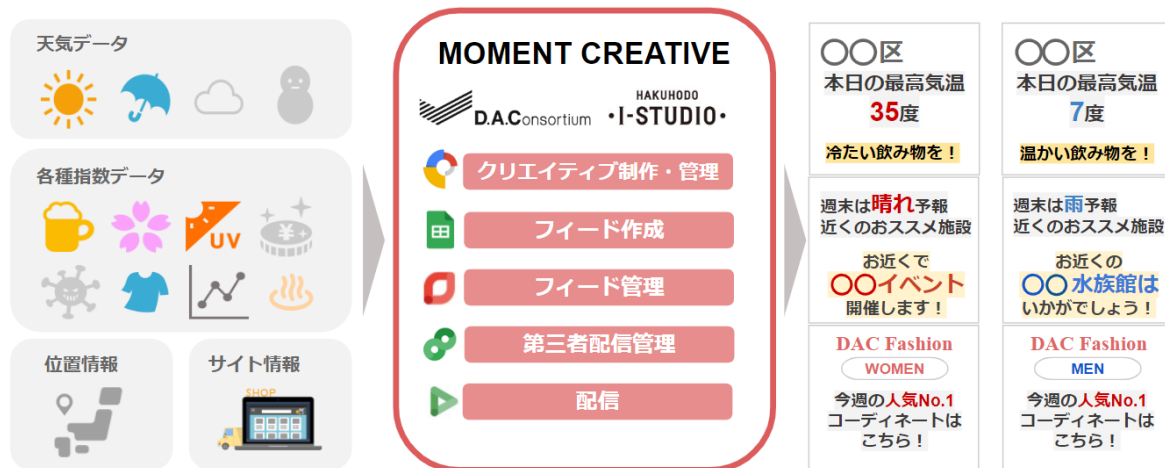 天気データ
各種指数データ
UV
¥
位置情報
サイト情報
SHOP
MOMENT CREATIVE
D.A.Consortium
HAKUHODO
・I-STUDIO・
クリエイティブ制作・管理
フィード作成
フィード管理
第三者配信管理
配信
〇〇区
本日の最高気温
35度
冷たい飲み物を！
〇〇区
本日の最高気温
7度
温かい飲み物を！
週末は晴れ予報
近くのおススメ施設
お近くで
〇〇イベント
開催します！
週末は雨予報
近くのおススメ施設
お近くの
〇〇水族館は
いかがでしょう！
DAC Fashion
WOMEN
今週の人気No.1
コーディネートは
こちら！
DAC Fashion
MEN
今週の人気No.1
コーディネートは
こちら！